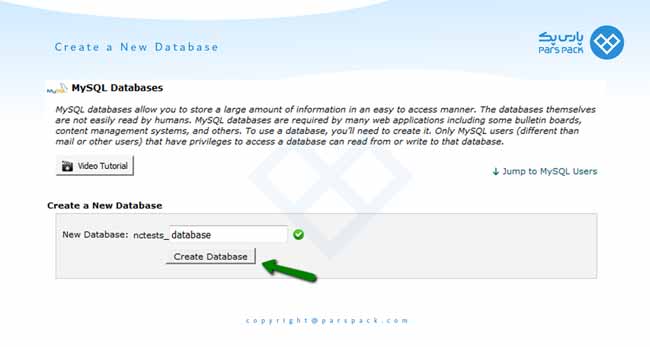 Create a New Database
پارس پک
PARS PACK
MySQL MySQL Databases
MySQL databases allow you to store a large amount of information in an easy to access manner. The databases themselves
are not easily read by humans. MySQL databases are required by many web applications including some bulletin boards,
content management systems, and others. To use a database, you'll need to create it. Only MySQL users (different than
mail or other users) that have privileges to access a database can read from or write to that database.
Video Tutorial
Jump to MySQL Users
Create a New Database
New Database: nctests_ database
Create Database
copyright@parspack.com